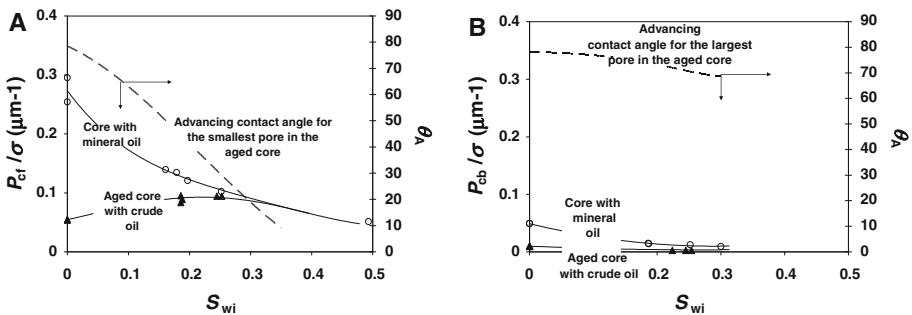 A
0.4
0.3
0.2
0.1
0
P_cf /σ (μm-1)
90
80
70
60
50
40
30
20
10
0
θ_A
Core with
mineral oil
Advancing contact angle for
the smallest pore in the
aged core
Aged core
with crude
oil
0
0.1
0.2
0.3
0.4
0.5
S_wi
B
0.4
0.3
0.2
0.1
0
P_cb /σ (μm-1)
90
80
70
60
50
40
30
20
10
0
θ_A
Advancing
contact angle for the largest
pore in the aged core
Core with
mineral
oil
Aged core
with crude oil
0
0.1
0.2
0.3
0.4
0.5
S_wi